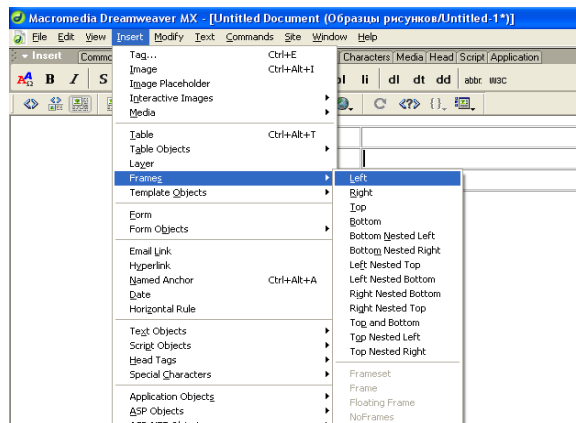 Macromedia Dreamweaver MX - [Untitled Document (Образцы рисунков/Untitled-1*)]
File Edit View Insert Modify Text Commands Site Window Help
Insert Characters Media Head Script Application
B I S li dl dt dd abbr. W3C
Tag... Ctrl+E
Image Ctrl+Alt+I
Image Placeholder
Interactive Images
Media
Table Ctrl+Alt+T
Table Objects
Layer
Frames
Template Objects
Form
Form Objects
Email Link
Hyperlink
Named Anchor Ctrl+Alt+A
Date
Horizontal Rule
Text Objects
Script Objects
Head Tags
Special Characters
Application Objects
ASP Objects
Left
Right
Top
Bottom
Bottom Nested Left
Bottom Nested Right
Left Nested Top
Left Nested Bottom
Right Nested Bottom
Right Nested Top
Top and Bottom
Top Nested Left
Top Nested Right
Frameset
Frame
Floating Frame
NoFrames